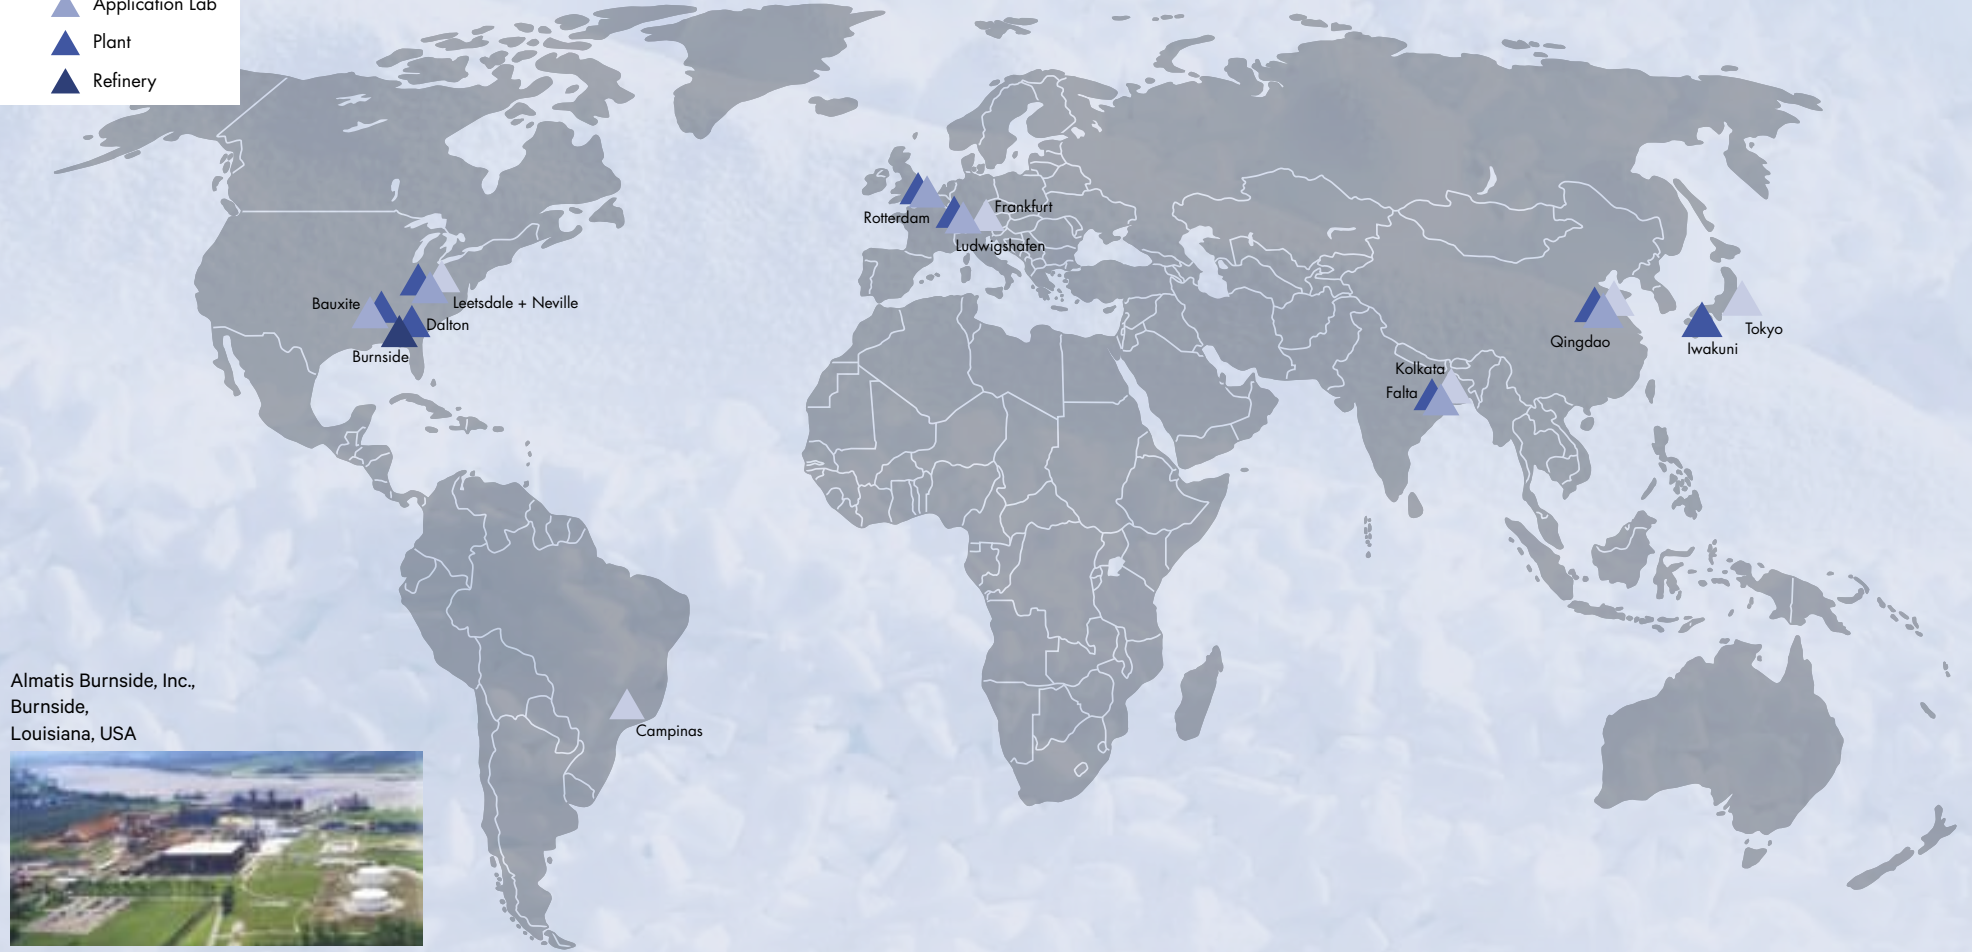 Application Lab
Plant
Refinery
Rotterdam
Frankfurt
Ludwigshafen
Bauxite
Leetsdale + Neville
Dalton
Burnside
Qingdao
Tokyo
Iwakuni
Kolkata
Falta
Campinas
Almatis Burnside, Inc.,
Burnside,
Louisiana, USA